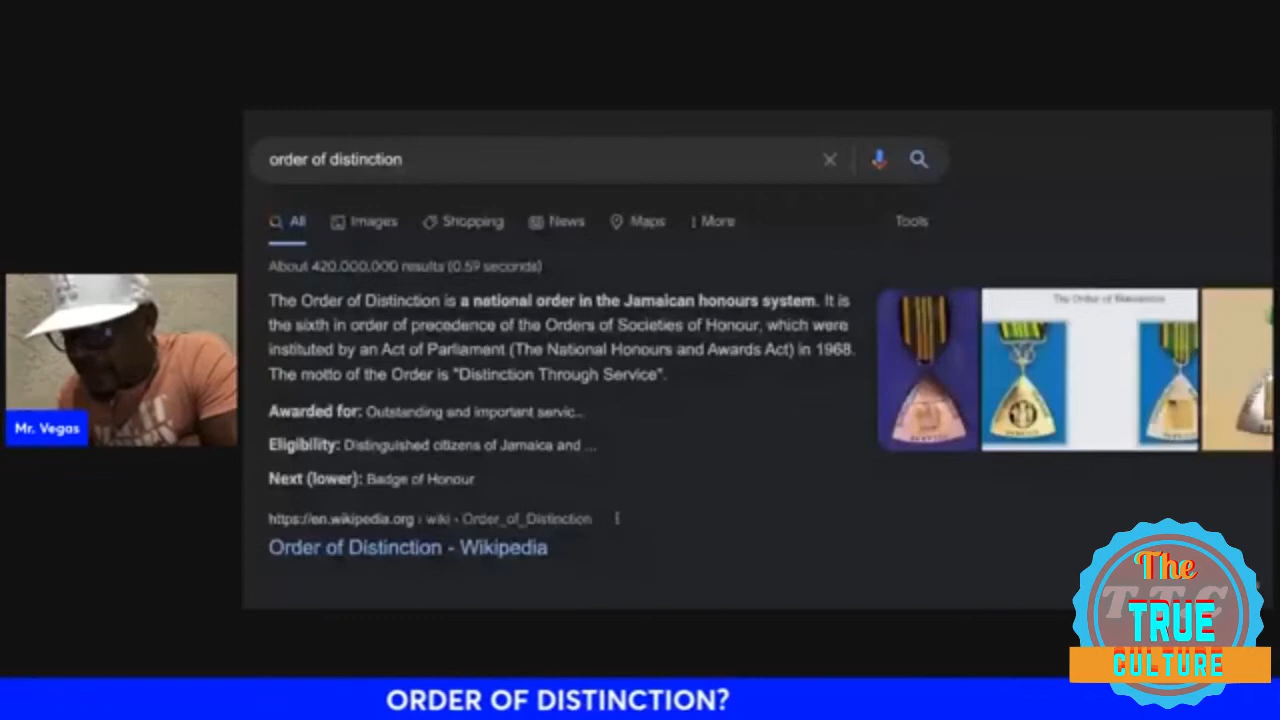 order of distinction
All Images Shopping News Maps More Tools
About 420,000,000 results (0.59 seconds)
The Order of Distinction is a national order in the Jamaican honours system. It is
the sixth in order of precedence of the Orders of Societies of Honour, which were
instituted by an Act of Parliament (The National Honours and Awards Act) in 1968.
The motto of the Order is "Distinction Through Service".
Awarded for: Outstanding and important servic...
Eligibility: Distinguished citizens of Jamaica and ...
Next (lower): Badge of Honour
https://en.wikipedia.org › wiki › Order_of_Distinction
Order of Distinction - Wikipedia
The Order of
Mr. Vegas
The
T.T.C
TRUE
CULTURE
ORDER OF DISTINCTION?